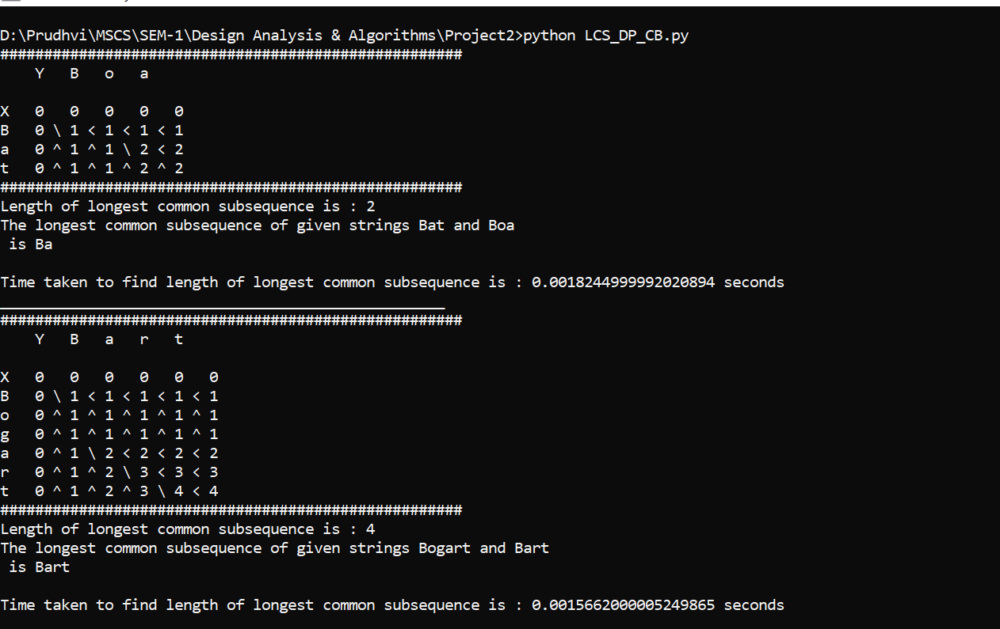 D:\Prudhvi\MSCS\SEM-1\Design Analysis & Algorithms\Project2>python LCS_DP_CB.py
#####################################################
    Y   B   o   a

X   0   0   0   0   0
B   0 \ 1 < 1 < 1 < 1
a   0 ^ 1 ^ 1 \ 2 < 2
t   0 ^ 1 ^ 1 ^ 2 ^ 2
#####################################################
Length of longest common subsequence is : 2
The longest common subsequence of given strings Bat and Boa
 is Ba

Time taken to find length of longest common subsequence is : 0.0018244999992020894 seconds
___________________________________________________
#####################################################
    Y   B   a   r   t

X   0   0   0   0   0   0
B   0 \ 1 < 1 < 1 < 1 < 1
o   0 ^ 1 ^ 1 ^ 1 ^ 1 ^ 1
g   0 ^ 1 ^ 1 ^ 1 ^ 1 ^ 1
a   0 ^ 1 \ 2 < 2 < 2 < 2
r   0 ^ 1 ^ 2 \ 3 < 3 < 3
t   0 ^ 1 ^ 2 ^ 3 \ 4 < 4
#####################################################
Length of longest common subsequence is : 4
The longest common subsequence of given strings Bogart and Bart
 is Bart

Time taken to find length of longest common subsequence is : 0.0015662000005249865 seconds